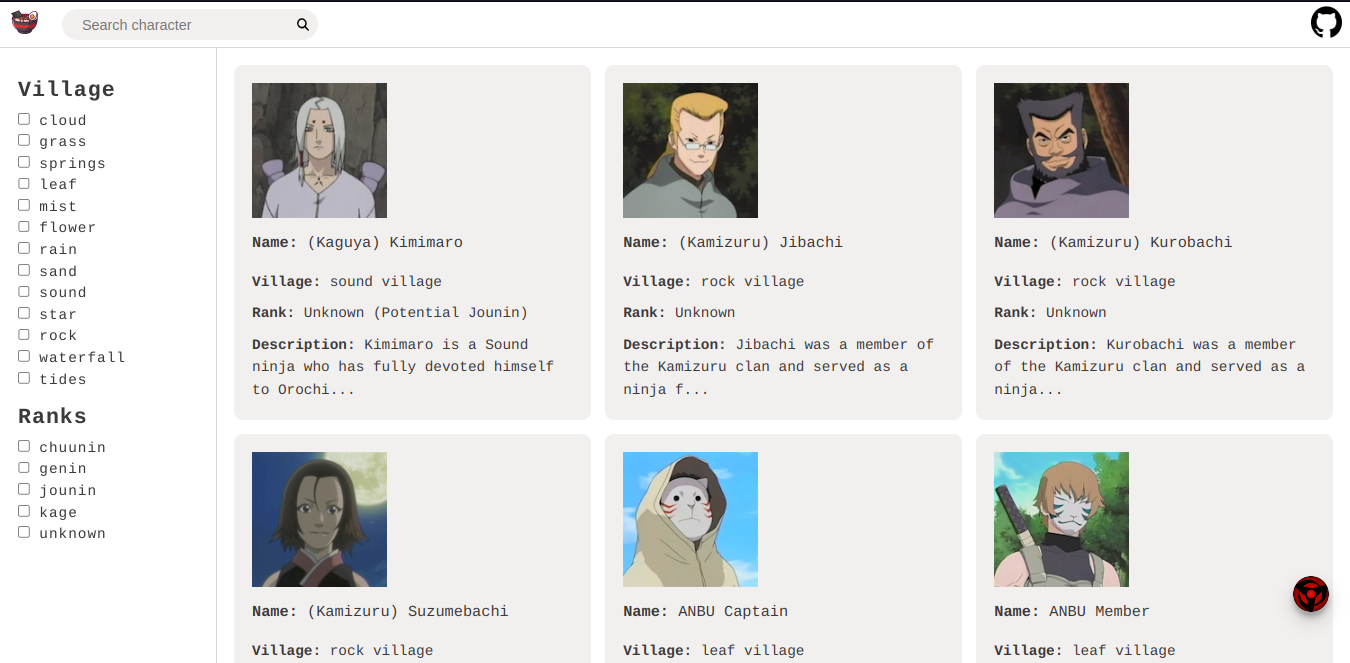 Search character
Village
cloud
grass
springs
leaf
mist
flower
rain
sand
sound
star
rock
waterfall
tides
Ranks
chuunin
genin
jounin
kage
unknown
Name: (Kaguya) Kimimaro
Village: sound village
Rank: Unknown (Potential Jounin)
Description: Kimimaro is a Sound
ninja who has fully devoted himself
to Orochi...
Name: (Kamizuru) Jibachi
Village: rock village
Rank: Unknown
Description: Jibachi was a member of
the Kamizuru clan and served as a
ninja f...
Name: (Kamizuru) Kurobachi
Village: rock village
Rank: Unknown
Description: Kurobachi was a member
of the Kamizuru clan and served as a
ninja...
Name: (Kamizuru) Suzumebachi
Village: rock village
Name: ANBU Captain
Village: leaf village
Name: ANBU Member
Village: leaf village